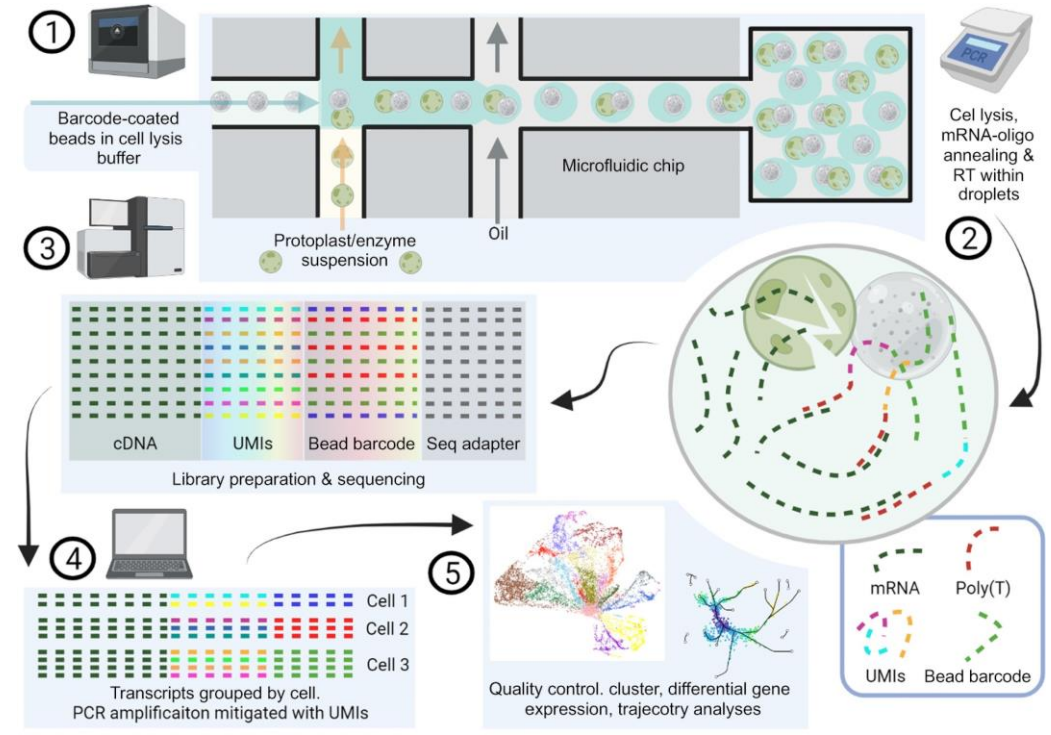 1
Barcode-coated
beads in cell lysis
buffer
Microfluidic chip
Oil
Protoplast/enzyme
suspension
PCR
Cel lysis,
mRNA-oligo
annealing &
RT within
droplets
2
3
cDNA
UMIs
Bead barcode
Seq adapter
Library preparation & sequencing
4
Cell 1
Cell 2
Cell 3
Transcripts grouped by cell.
PCR amplificaiton mitigated with UMIs
5
Quality control. cluster, differential gene
expression, trajecotry analyses
mRNA
Poly(T)
UMIs
Bead barcode